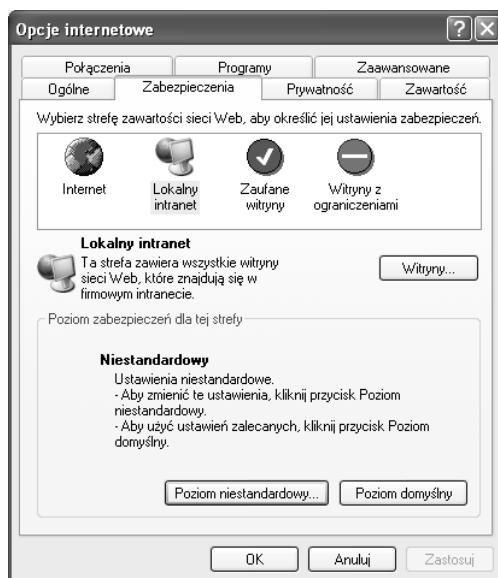 Opcje internetowe
Połączenia Programy Zaawansowane
Ogólne Zabezpieczenia Prywatność Zawartość
Wybierz strefę zawartości sieci Web, aby określić jej ustawienia zabezpieczeń.
Internet Lokalny intranet Zaufane witryny Witryny z ograniczeniami
Lokalny intranet
Ta strefa zawiera wszystkie witryny
sieci Web, które znajdują się w
firmowym intranecie.
Witryny...
Poziom zabezpieczeń dla tej strefy
Niestandardowy
Ustawienia niestandardowe.
- Aby zmienić te ustawienia, kliknij przycisk Poziom
niestandardowy.
- Aby użyć ustawień zalecanych, kliknij przycisk Poziom
domyślny.
Poziom niestandardowy... Poziom domyślny
OK Anuluj Zastosuj